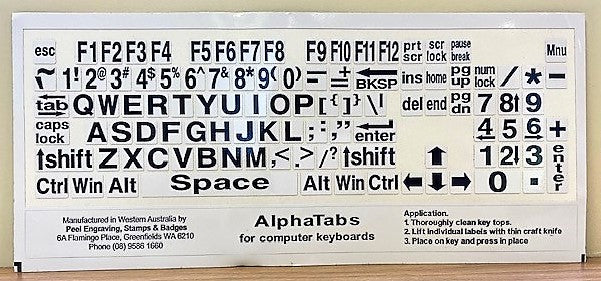 esc F1 F2 F3 F4 F5 F6 F7 F8 F9 F10 F11 F12 prt scr scr lock pause break Mnu
~ 1! 2@ 3# 4$ 5% 6^ 7& 8* 9( 0) - = BKSP ins home pg up num lock / * -
tab Q W E R T Y U I O P [{ ]} \| del end pg dn 7 8↑ 9
caps lock A S D F G H J K L ;: '" enter 4 5 6 +
↑shift Z X C V B N M ,< .> /? ↑shift ↑ 1 2↓ 3 enter
Ctrl Win Alt Space Alt Win Ctrl ← ↓ → 0 .
Manufactured in Western Australia by
Peel Engraving, Stamps & Badges
6A Flamingo Place, Greenfields WA 6210
Phone (08) 9586 1660
AlphaTabs
for computer keyboards
Application.
1. Thoroughly clean key tops.
2. Lift individual labels with thin craft knife
3. Place on key and press in place